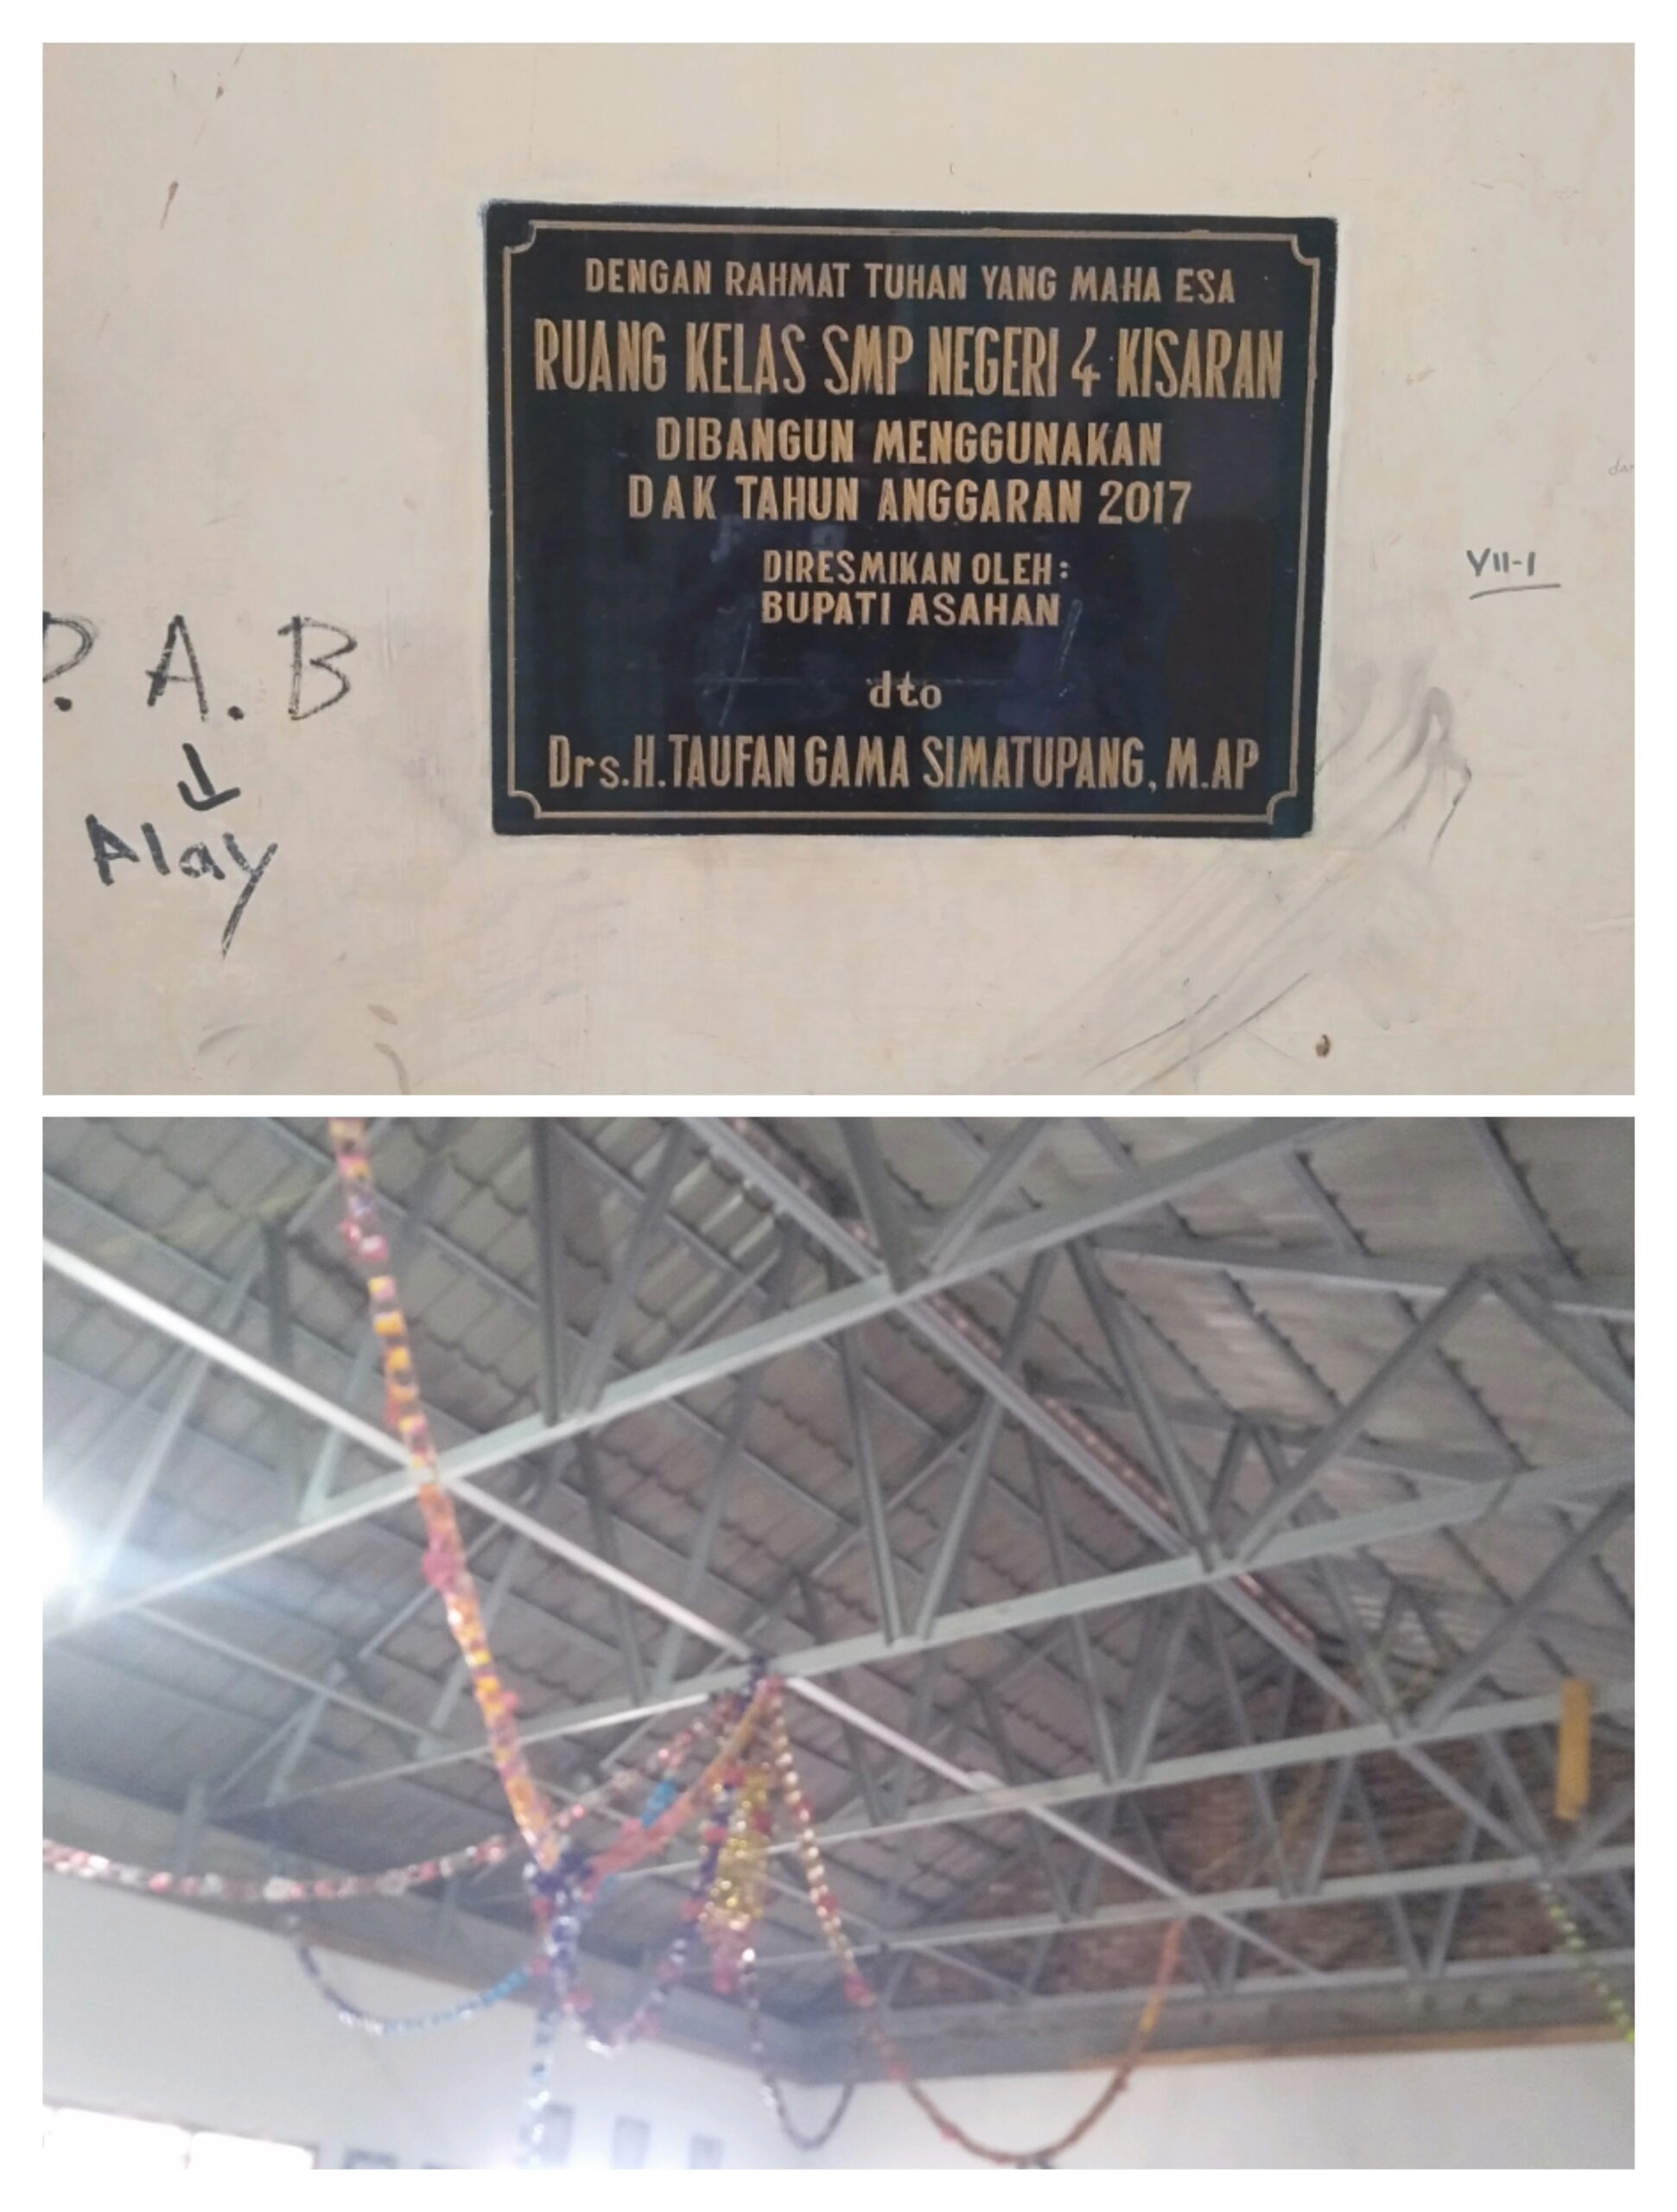 DENGAN RAHMAT TUHAN YANG MAHA ESA
RUANG KELAS SMP NEGERI 4 KISARAN
DIBANGUN MENGGUNAKAN
DAK TAHUN ANGGARAN 2017
DIRESMIKAN OLEH:
BUPATI ASAHAN
dto
Drs.H.TAUFAN GAMA SIMATUPANG, M.AP
VII-1
P. A. B
Alay